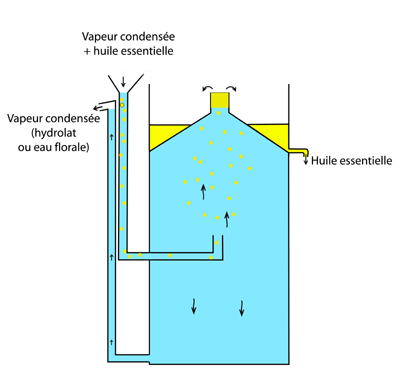 Vapeur condensée
+ huile essentielle
Vapeur condensée
(hydrolat
ou eau florale)
Huile essentielle